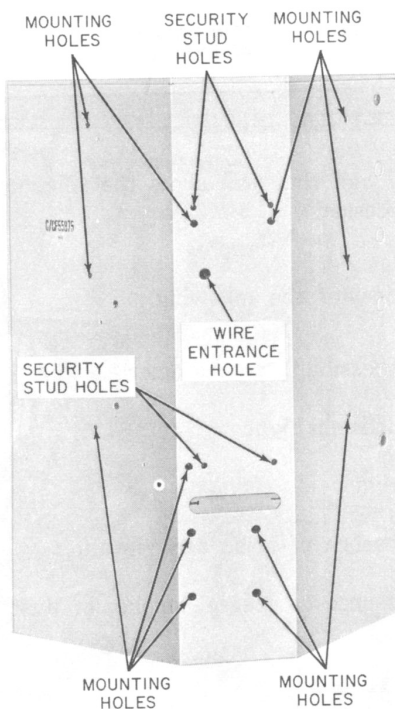 MOUNTING
HOLES
SECURITY
STUD
HOLES
MOUNTING
HOLES
WIRE
ENTRANCE
HOLE
SECURITY
STUD HOLES
MOUNTING
HOLES
MOUNTING
HOLES